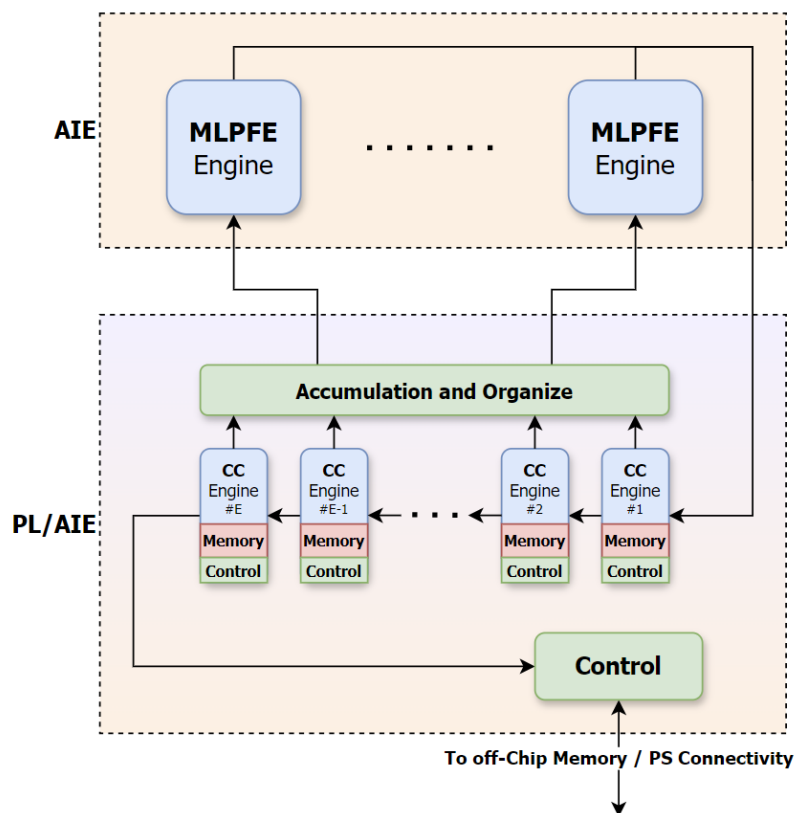 AIE
MLPFE
Engine
MLPFE
Engine
PL/AIE
Accumulation and Organize
CC
Engine
#E
Memory
Control
CC
Engine
#E-1
Memory
Control
CC
Engine
#2
Memory
Control
CC
Engine
#1
Memory
Control
Control
To off-Chip Memory / PS Connectivity